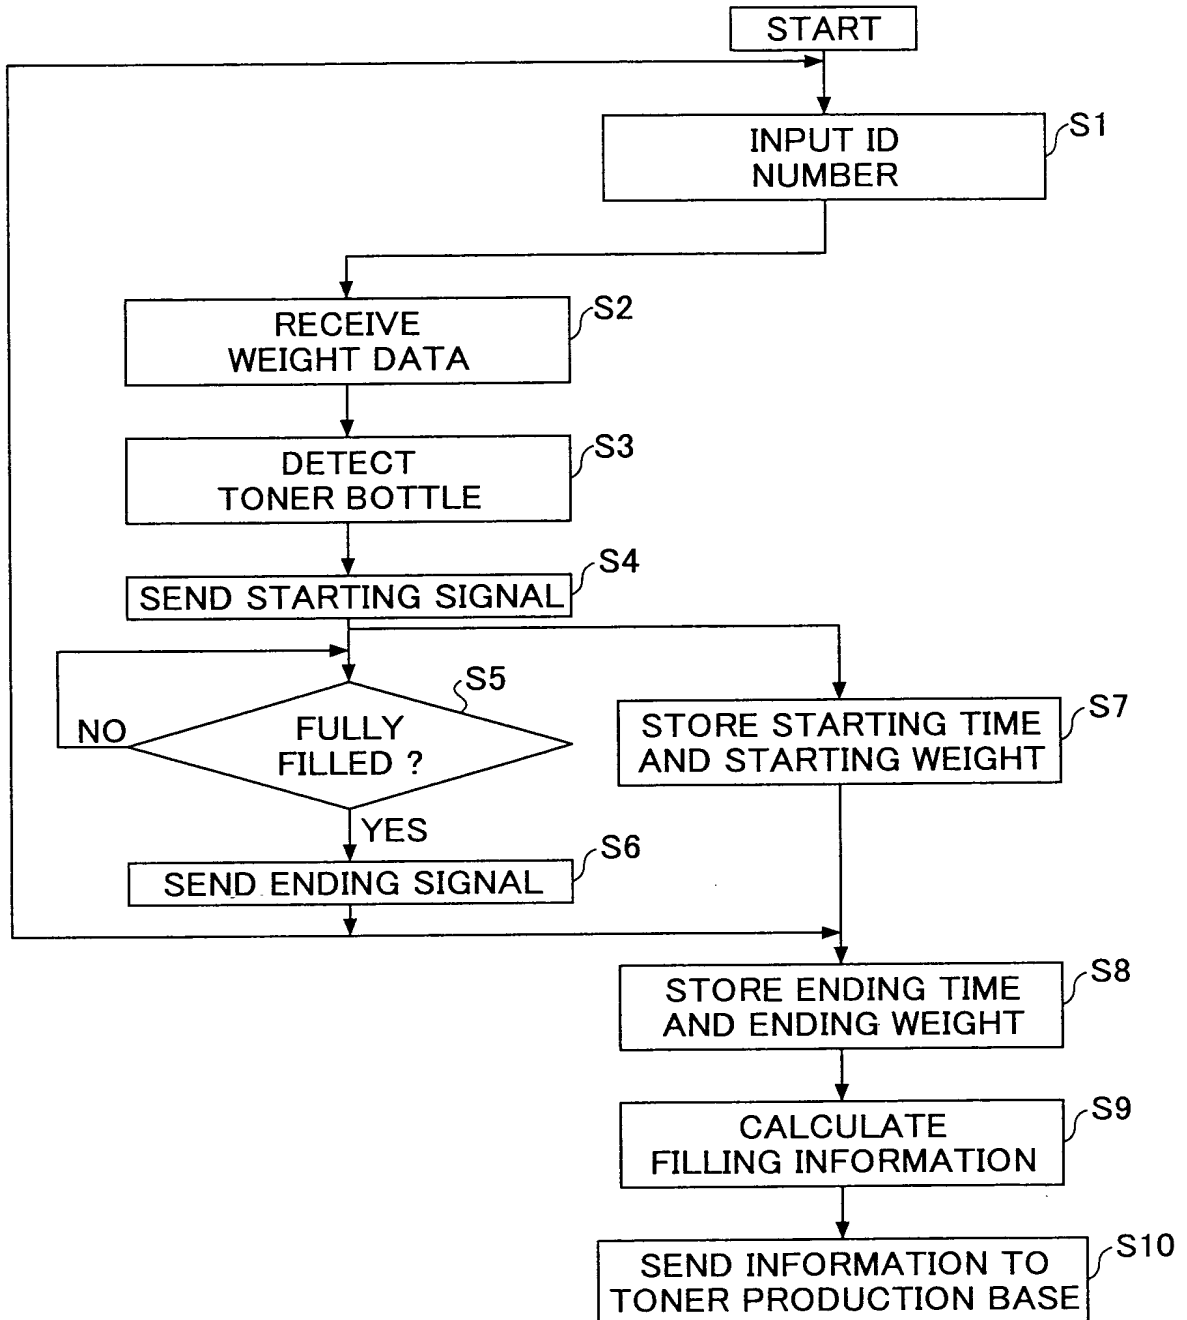 START
INPUT ID
NUMBER
S1
RECEIVE
WEIGHT DATA
S2
DETECT
TONER BOTTLE
S3
SEND STARTING SIGNAL
S4
FULLY
FILLED ?
S5
NO
YES
SEND ENDING SIGNAL
S6
STORE STARTING TIME
AND STARTING WEIGHT
S7
STORE ENDING TIME
AND ENDING WEIGHT
S8
CALCULATE
FILLING INFORMATION
S9
SEND INFORMATION TO
TONER PRODUCTION BASE
S10